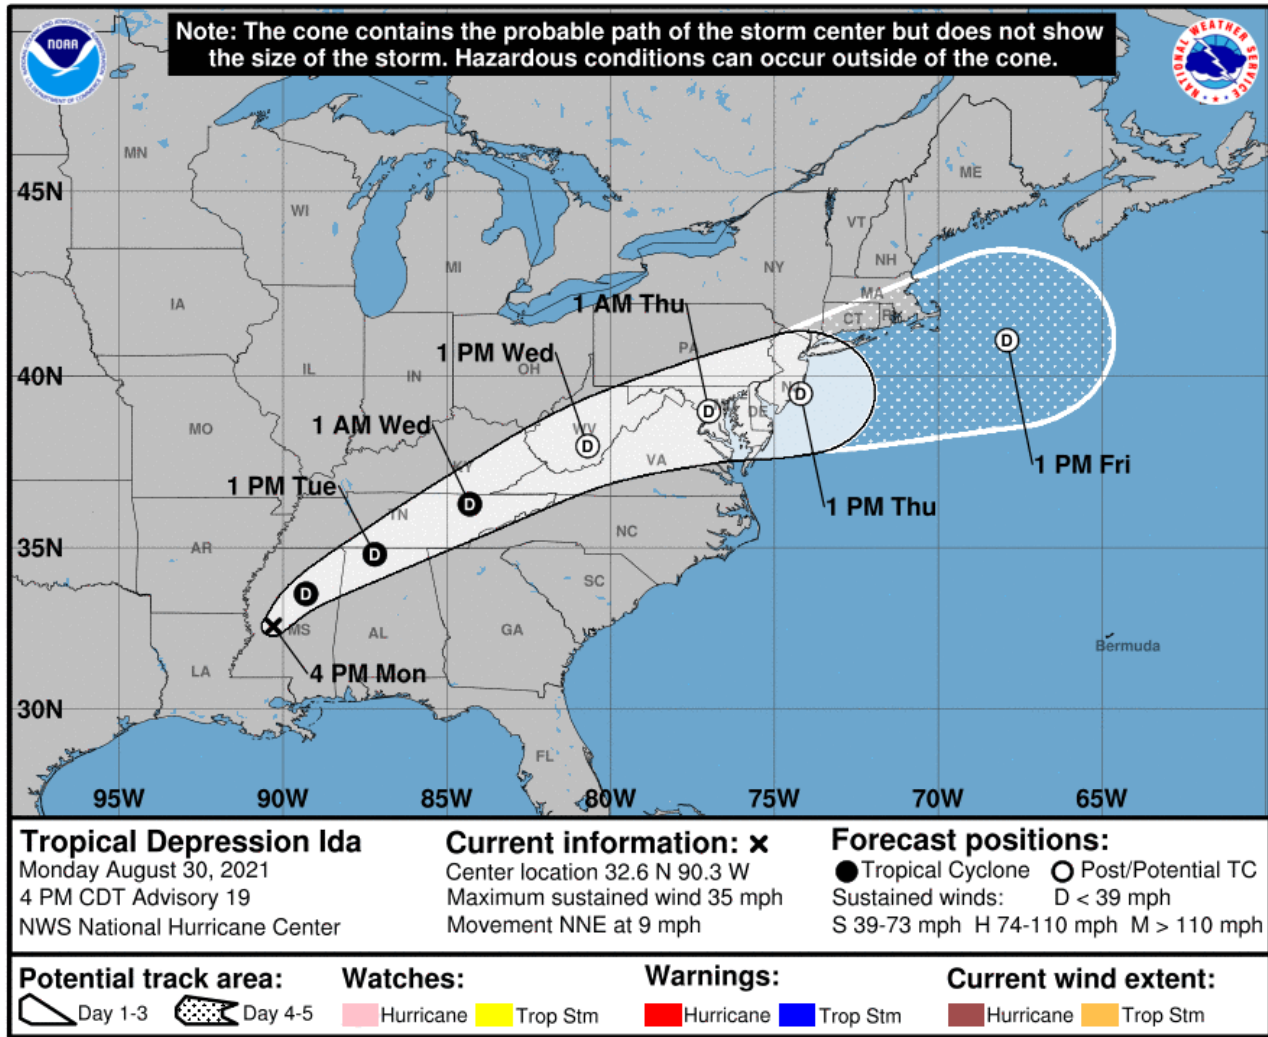 Note: The cone contains the probable path of the storm center but does not show
the size of the storm. Hazardous conditions can occur outside of the cone.
NOAA
NATIONAL WEATHER SERVICE
MN
ME
45N
WI
VT
NH
MI
NY
IA
MA
1 AM Thu
CT
RI
1 PM Wed
PA
D
40N
IL
IN
OH
NJ
D
1 AM Wed
D
DE
MO
WV
D
VA
1 PM Fri
KY
1 PM Tue
D
1 PM Thu
TN
NC
AR
35N
D
SC
D
MS
AL
GA
Bermuda
LA
4 PM Mon
30N
FL
95W 90W 85W 80W 75W 70W 65W
Tropical Depression Ida
Monday August 30, 2021
4 PM CDT Advisory 19
NWS National Hurricane Center
Current information: ×
Center location 32.6 N 90.3 W
Maximum sustained wind 35 mph
Movement NNE at 9 mph
Forecast positions:
Tropical Cyclone Post/Potential TC
Sustained winds: D < 39 mph
S 39-73 mph H 74-110 mph M > 110 mph
Potential track area:
Day 1-3 Day 4-5
Watches:
Hurricane Trop Stm
Warnings:
Hurricane Trop Stm
Current wind extent:
Hurricane Trop Stm